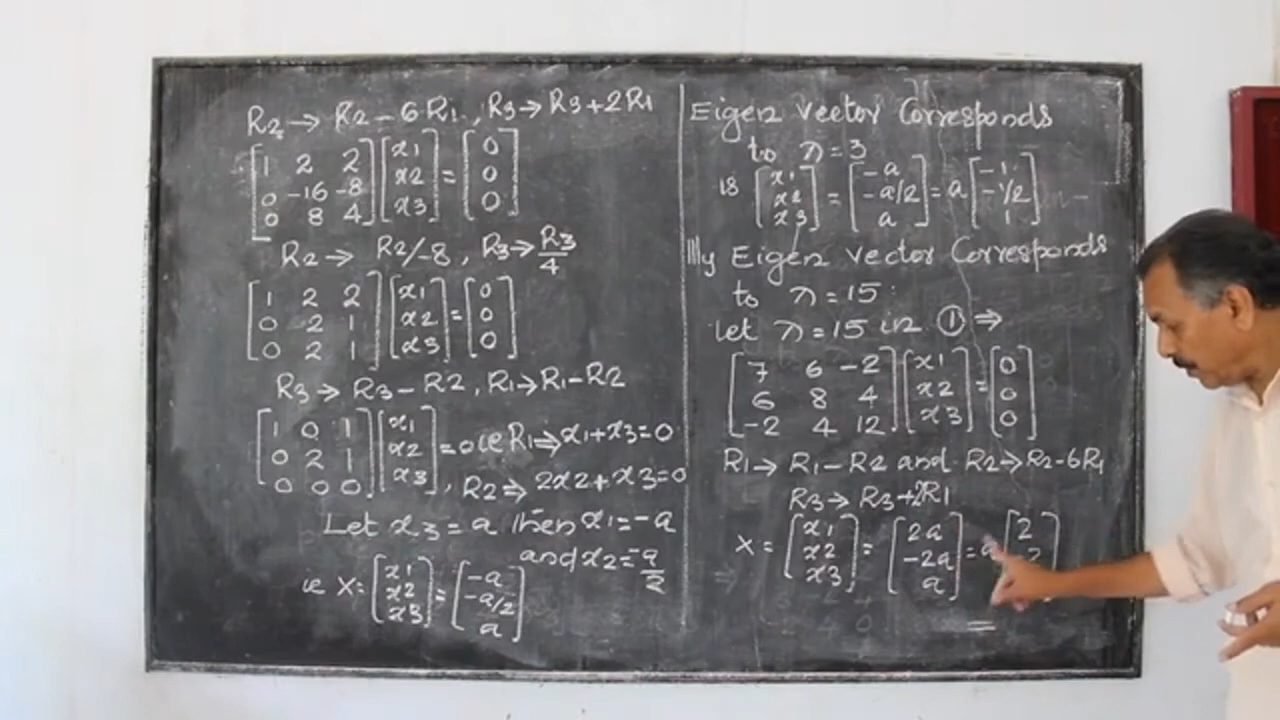 R2 → R2 - 6R1, R3 → R3 + 2R1
[1 2 2] [x1] [0]
[0 -16 -8] [x2] = [0]
[0 8 4] [x3] [0]
R2 → R2/-8, R3 → R3/4
[1 2 2] [x1] [0]
[0 2 1] [x2] = [0]
[0 2 1] [x3] [0]
R3 → R3 - R2, R1 → R1 - R2
[1 0 1] [x1]
[0 2 1] [x2] = 0 ie R1 ⇒ x1 + x3 = 0
[0 0 0] [x3], R2 ⇒ 2x2 + x3 = 0
Let x3 = a then x1 = -a
and x2 = -a/2
ie X = [x1] = [-a]
[x2] [-a/2]
[x3] [a]
Eigen vector Corresponds
to λ = 3
is [x1] = [-a] = a [-1]
[x2] [-a/2] [-1/2]
[x3] [a] [1]
llly Eigen vector Corresponds
to λ = 15
let λ = 15 in ① ⇒
[7 6 -2] [x1] [0]
[6 8 4] [x2] = [0]
[-2 4 12] [x3] [0]
R1 → R1 - R2 and R2 → R2 - 6R1
R3 → R3 + 2R1
X = [x1] = [2a] = a [2]
[x2] [-2a]
[x3] [a]